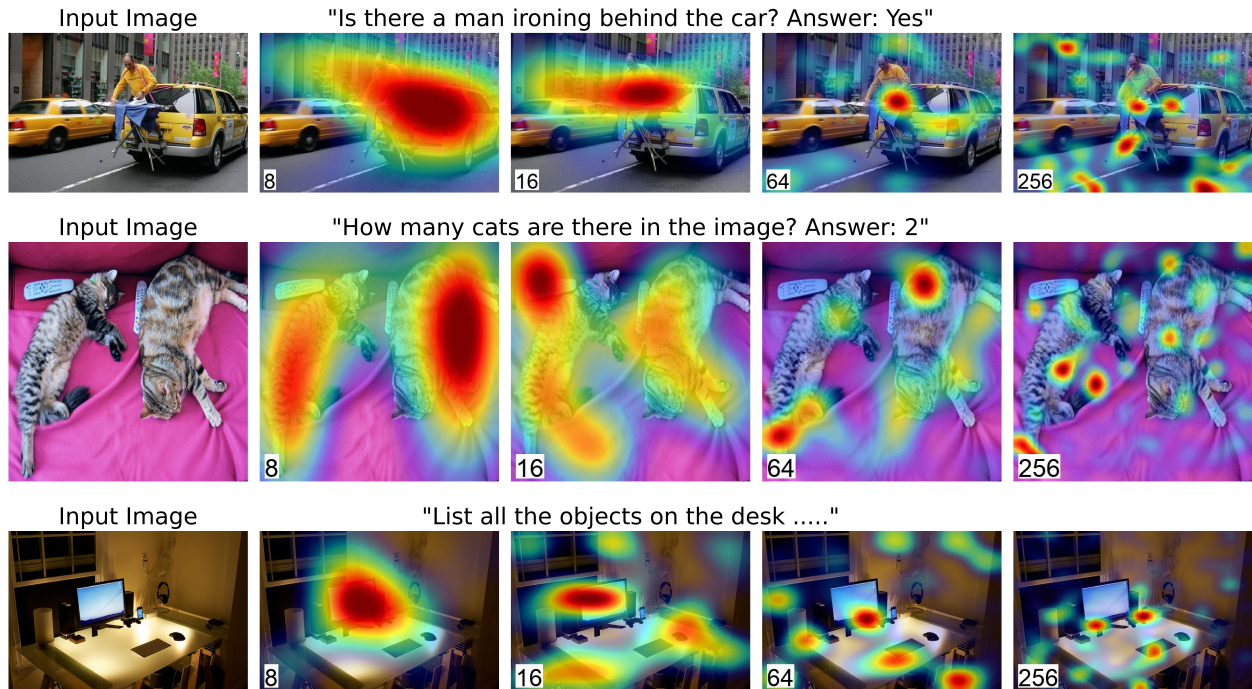 Input Image
"Is there a man ironing behind the car? Answer: Yes"
8
16
64
256
Input Image
"How many cats are there in the image? Answer: 2"
8
16
64
256
Input Image
"List all the objects on the desk ....."
8
16
64
256